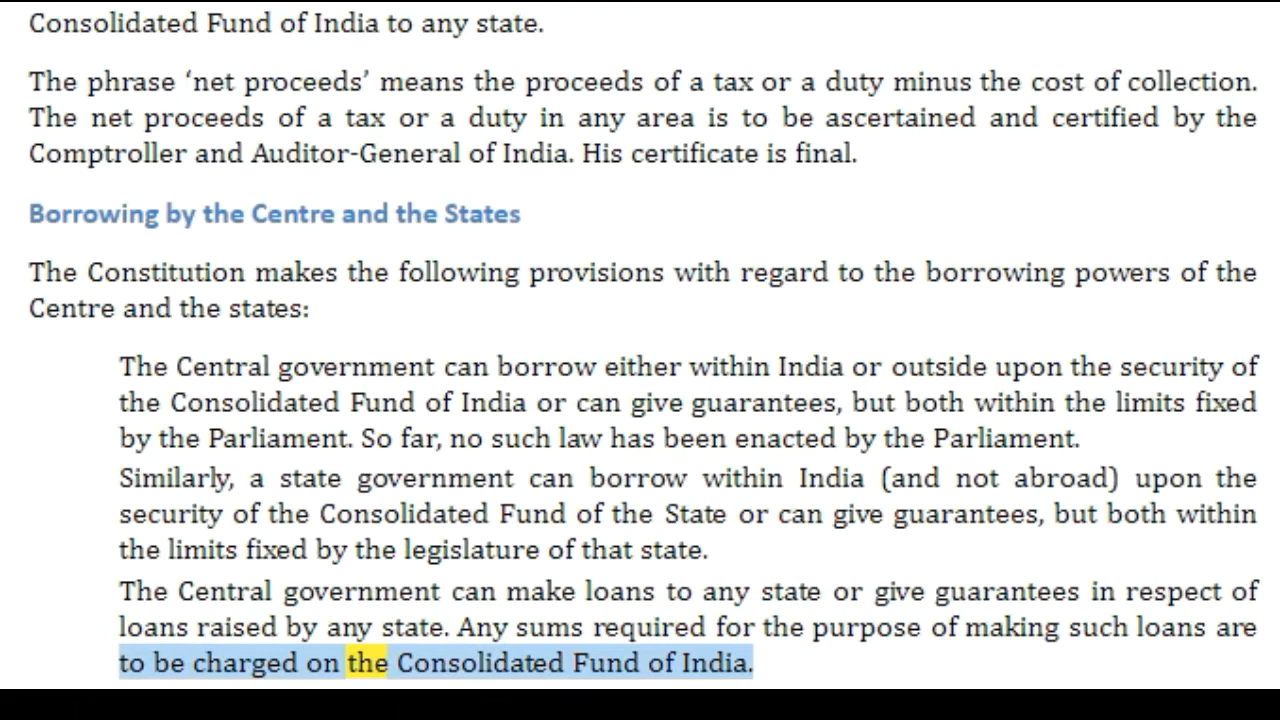 Consolidated Fund of India to any state.
The phrase ‘net proceeds’ means the proceeds of a tax or a duty minus the cost of collection.
The net proceeds of a tax or a duty in any area is to be ascertained and certified by the
Comptroller and Auditor-General of India. His certificate is final.
Borrowing by the Centre and the States
The Constitution makes the following provisions with regard to the borrowing powers of the
Centre and the states:
The Central government can borrow either within India or outside upon the security of
the Consolidated Fund of India or can give guarantees, but both within the limits fixed
by the Parliament. So far, no such law has been enacted by the Parliament.
Similarly, a state government can borrow within India (and not abroad) upon the
security of the Consolidated Fund of the State or can give guarantees, but both within
the limits fixed by the legislature of that state.
The Central government can make loans to any state or give guarantees in respect of
loans raised by any state. Any sums required for the purpose of making such loans are
to be charged on the Consolidated Fund of India.